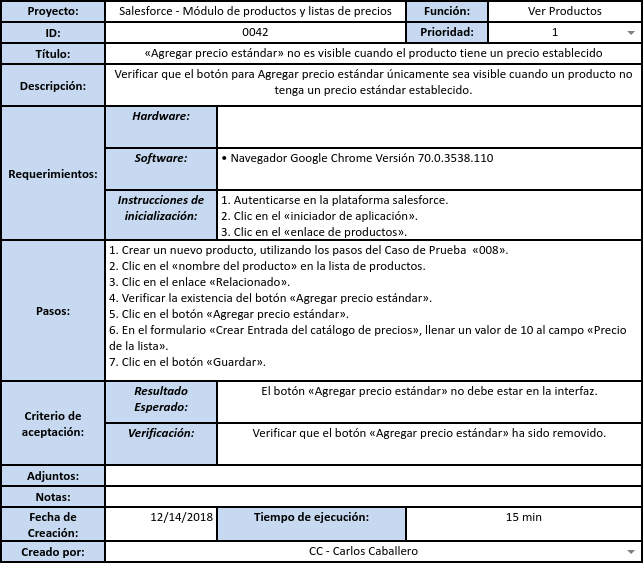 Proyecto: Salesforce - Módulo de productos y listas de precios Función: Ver Productos
ID: 0042 Prioridad: 1
Título: «Agregar precio estándar» no es visible cuando el producto tiene un precio establecido
Descripción: Verificar que el botón para Agregar precio estándar únicamente sea visible cuando un producto no
tenga un precio estándar establecido.
Requerimientos:
Hardware:
Software: • Navegador Google Chrome Versión 70.0.3538.110
Instrucciones de
inicialización:
1. Autenticarse en la plataforma salesforce.
2. Clic en el «iniciador de aplicación».
3. Clic en el «enlace de productos».
Pasos:
1. Crear un nuevo producto, utilizando los pasos del Caso de Prueba «008».
2. Clic en el «nombre del producto» en la lista de productos.
3. Clic en el enlace «Relacionado».
4. Verificar la existencia del botón «Agregar precio estándar».
5. Clic en el botón «Agregar precio estándar».
6. En el formulario «Crear Entrada del catálogo de precios», llenar un valor de 10 al campo «Precio
de la lista».
7. Clic en el botón «Guardar».
Criterio de
aceptación:
Resultado
Esperado:
El botón «Agregar precio estándar» no debe estar en la interfaz.
Verificación: Verificar que el botón «Agregar precio estándar» ha sido removido.
Adjuntos:
Notas:
Fecha de
Creación:
12/14/2018 Tiempo de ejecución: 15 min
Creado por: CC - Carlos Caballero